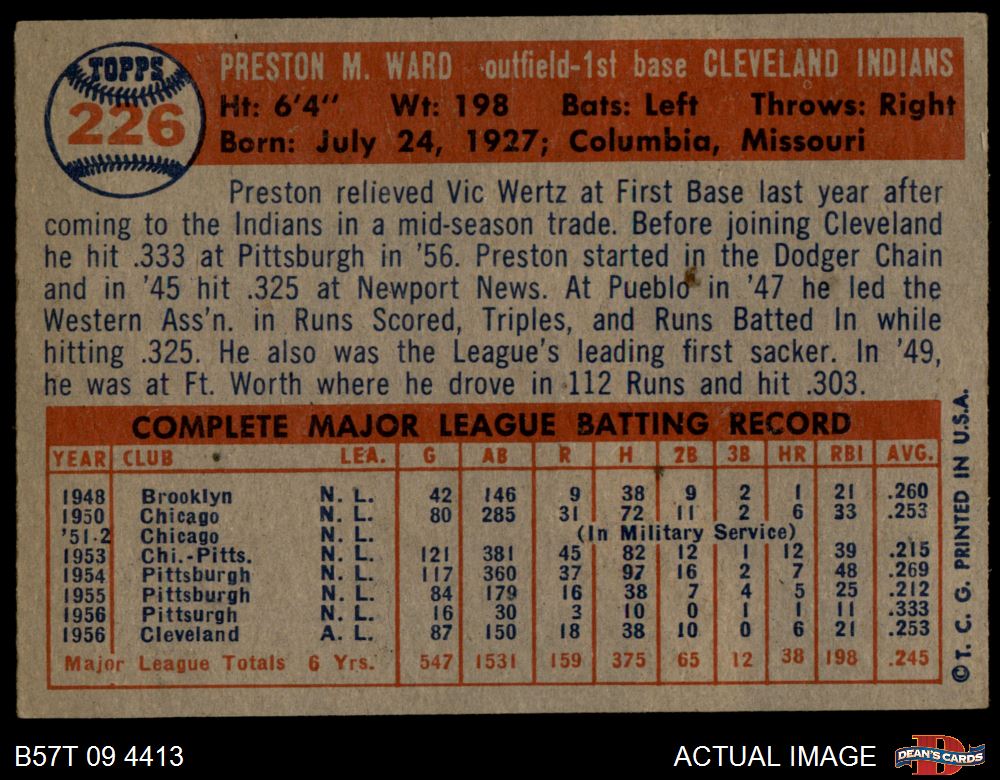 TOPPS
226
PRESTON M. WARD outfield-1st base CLEVELAND INDIANS
Ht: 6'4" Wt: 198 Bats: Left Throws: Right
Born: July 24, 1927; Columbia, Missouri
Preston relieved Vic Wertz at First Base last year after
coming to the Indians in a mid-season trade. Before joining Cleveland
he hit .333 at Pittsburgh in '56. Preston started in the Dodger Chain
and in '45 hit .325 at Newport News. At Pueblo in '47 he led the
Western Ass'n. in Runs Scored, Triples, and Runs Batted In while
hitting .325. He also was the League's leading first sacker. In '49,
he was at Ft. Worth where he drove in 112 Runs and hit .303.
COMPLETE MAJOR LEAGUE BATTING RECORD
YEAR CLUB LEA. G AB R H 2B 3B HR RBI AVG.
1948 Brooklyn N. L. 42 146 9 38 9 2 1 21 .260
1950 Chicago N. L. 80 285 31 72 11 2 6 33 .253
'51-2 Chicago N. L. (In Military Service)
1953 Chi.-Pitts. N. L. 121 381 45 82 12 1 12 39 .215
1954 Pittsburgh N. L. 117 360 37 97 16 2 7 48 .269
1955 Pittsburgh N. L. 84 179 16 38 7 4 5 25 .212
1956 Pittsurgh N. L. 16 30 3 10 0 1 1 11 .333
1956 Cleveland A. L. 87 150 18 38 10 0 6 21 .253
Major League Totals 6 Yrs. 547 1531 159 375 65 12 38 198 .245
©T. C. G. PRINTED IN U.S.A.
B57T 09 4413
ACTUAL IMAGE
DEAN'S CARDS